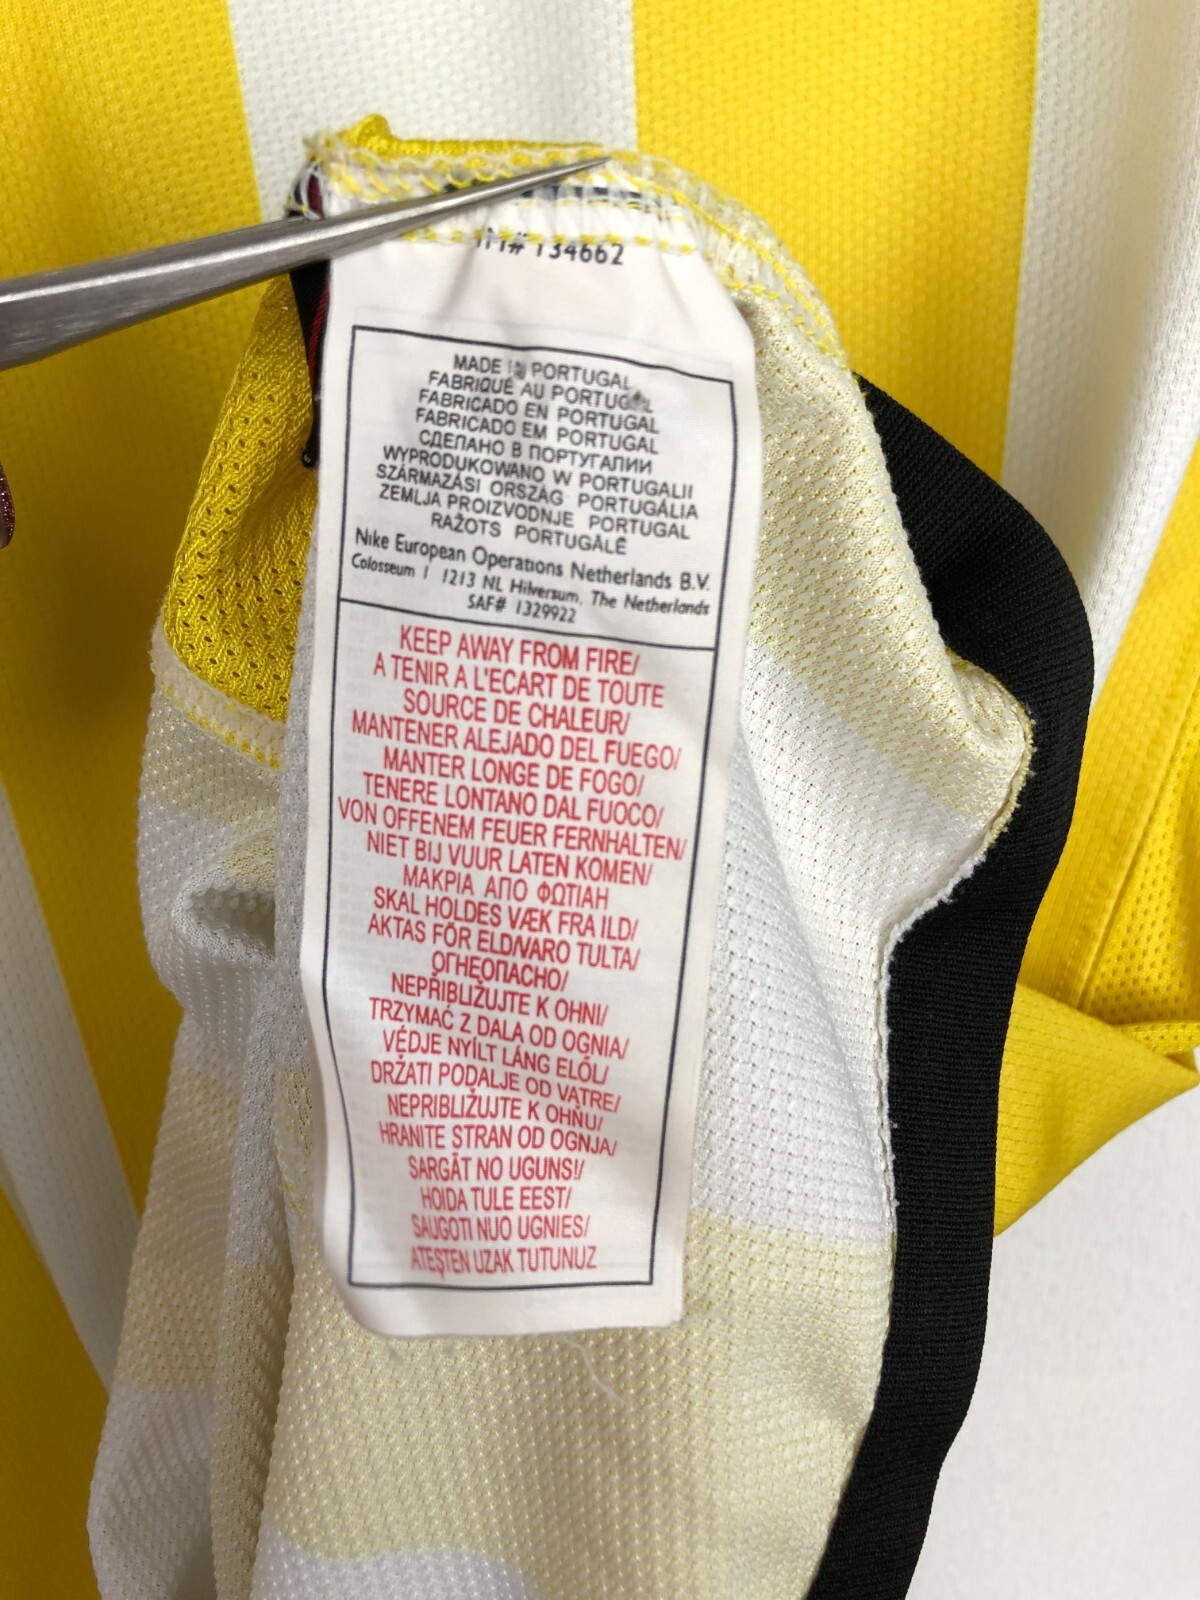 # 134662
MADE IN PORTUGAL
FABRIQUÉ AU PORTUGAL
FABRICADO EN PORTUGAL
FABRICADO EM PORTUGAL
СДЕЛАНО В ПОРТУГАЛИИ
WYPRODUKOWANO W PORTUGALII
SZÁRMAZÁSI ORSZÁG PORTUGÁLIA
ZEMLJA PROIZVODNJE PORTUGAL
RAŽOTS PORTUGĀLĒ
Nike European Operations Netherlands B.V.
Colosseum 1 1213 NL Hilversum, The Netherlands
SAF# 1329922
KEEP AWAY FROM FIRE/
A TENIR A L'ECART DE TOUTE
SOURCE DE CHALEUR/
MANTENER ALEJADO DEL FUEGO/
MANTER LONGE DE FOGO/
TENERE LONTANO DAL FUOCO/
VON OFFENEM FEUER FERNHALTEN/
NIET BIJ VUUR LATEN KOMEN/
ΜΑΚΡΙΑ ΑΠΟ ΦΩΤΙΑΗ
SKAL HOLDES VÆK FRA ILD/
AKTAS FÖR ELD/VARO TULTA/
ОГНЕОПАСНО/
NEPŘIBLIŽUJTE K OHNI/
TRZYMAĆ Z DALA OD OGNIA/
VÉDJE NYÍLT LÁNG ELŐL/
DRŽATI PODALJE OD VATRE/
NEPRIBLIŽUJTE K OHŇU/
HRANITE STRAN OD OGNJA/
SARGĀT NO UGUNS!/
HOIDA TULE EEST/
SAUGOTI NUO UGNIES/
ATEŞTEN UZAK TUTUNUZ